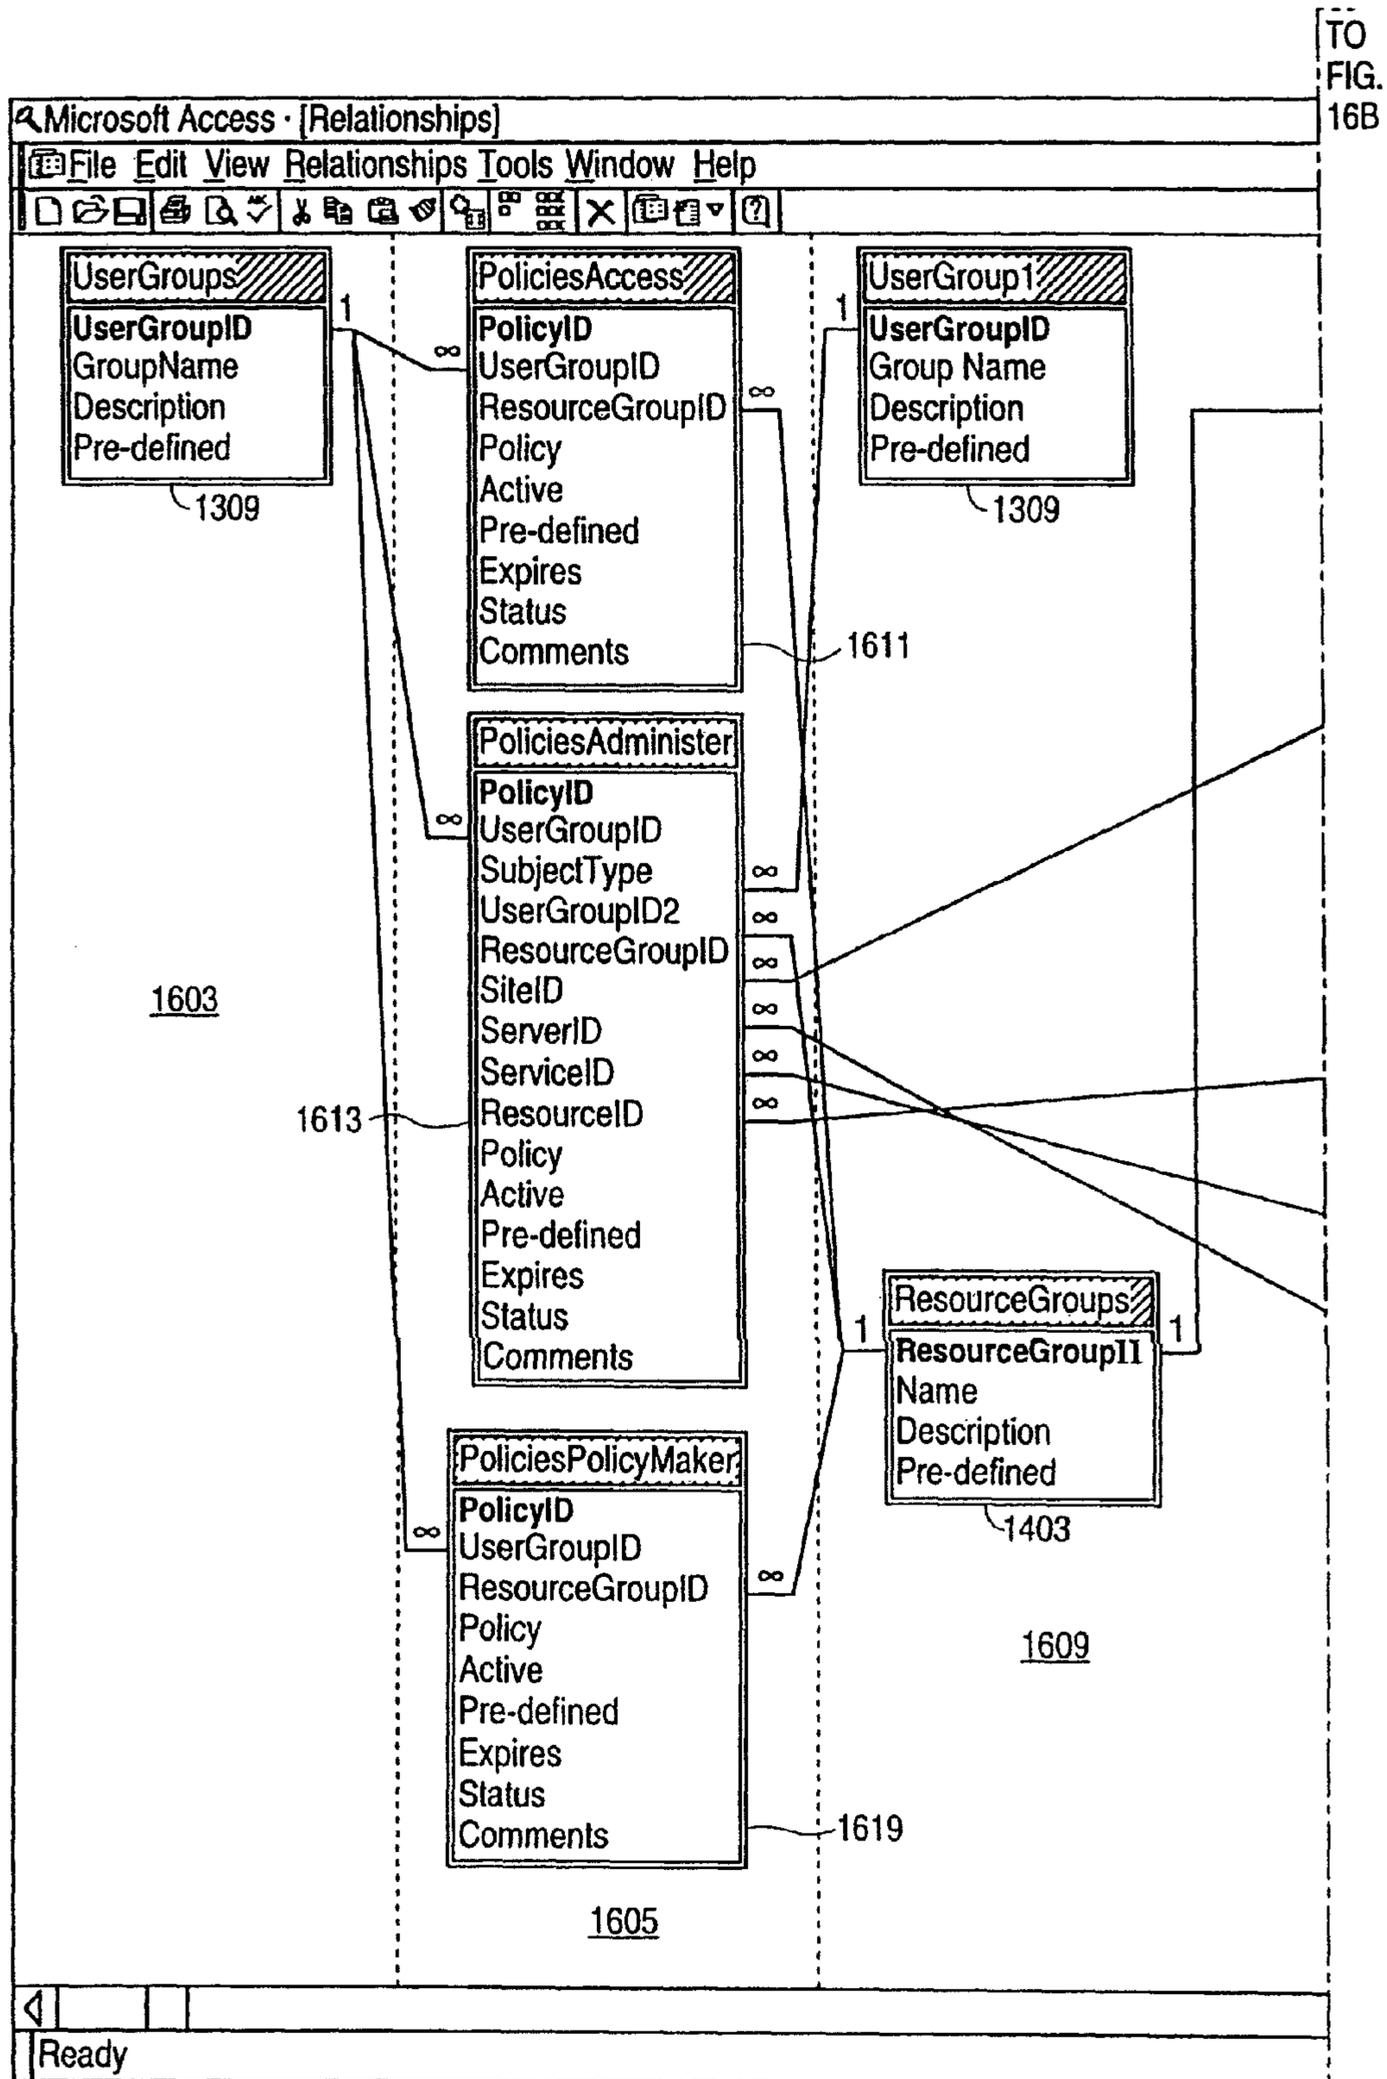 TO
FIG.
16B
Microsoft Access · [Relationships]
File Edit View Relationships Tools Window Help
UserGroups
UserGroupID
GroupName
Description
Pre-defined
1309
1
∞
PoliciesAccess
PolicyID
UserGroupID
ResourceGroupID
Policy
Active
Pre-defined
Expires
Status
Comments
∞
1611
1
UserGroup1
UserGroupID
Group Name
Description
Pre-defined
1309
PoliciesAdminister
PolicyID
UserGroupID
SubjectType
UserGroupID2
ResourceGroupID
SiteID
ServerID
ServiceID
ResourceID
Policy
Active
Pre-defined
Expires
Status
Comments
∞
∞
∞
∞
∞
∞
∞
1603
1613
ResourceGroups
ResourceGroupII
Name
Description
Pre-defined
1
1
1403
PoliciesPolicyMaker
PolicyID
UserGroupID
ResourceGroupID
Policy
Active
Pre-defined
Expires
Status
Comments
∞
∞
1609
1619
1605
Ready